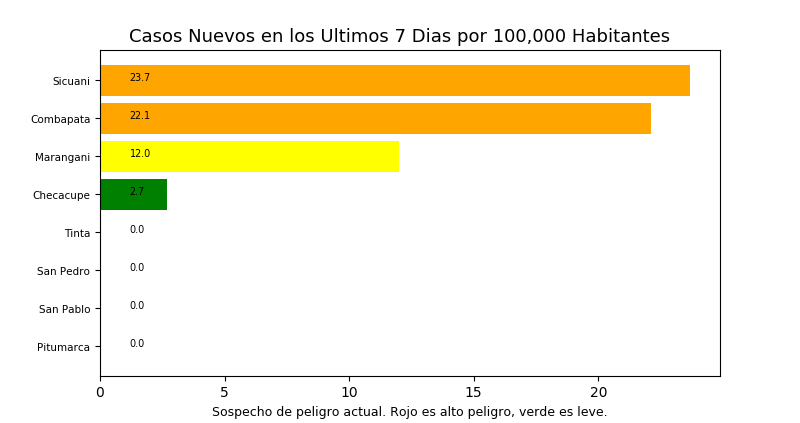 Casos Nuevos en los Ultimos 7 Dias por 100,000 Habitantes
Sicuani 23.7
Combapata 22.1
Marangani 12.0
Checacupe 2.7
Tinta 0.0
San Pedro 0.0
San Pablo 0.0
Pitumarca 0.0
0 5 10 15 20
Sospecho de peligro actual. Rojo es alto peligro, verde es leve.